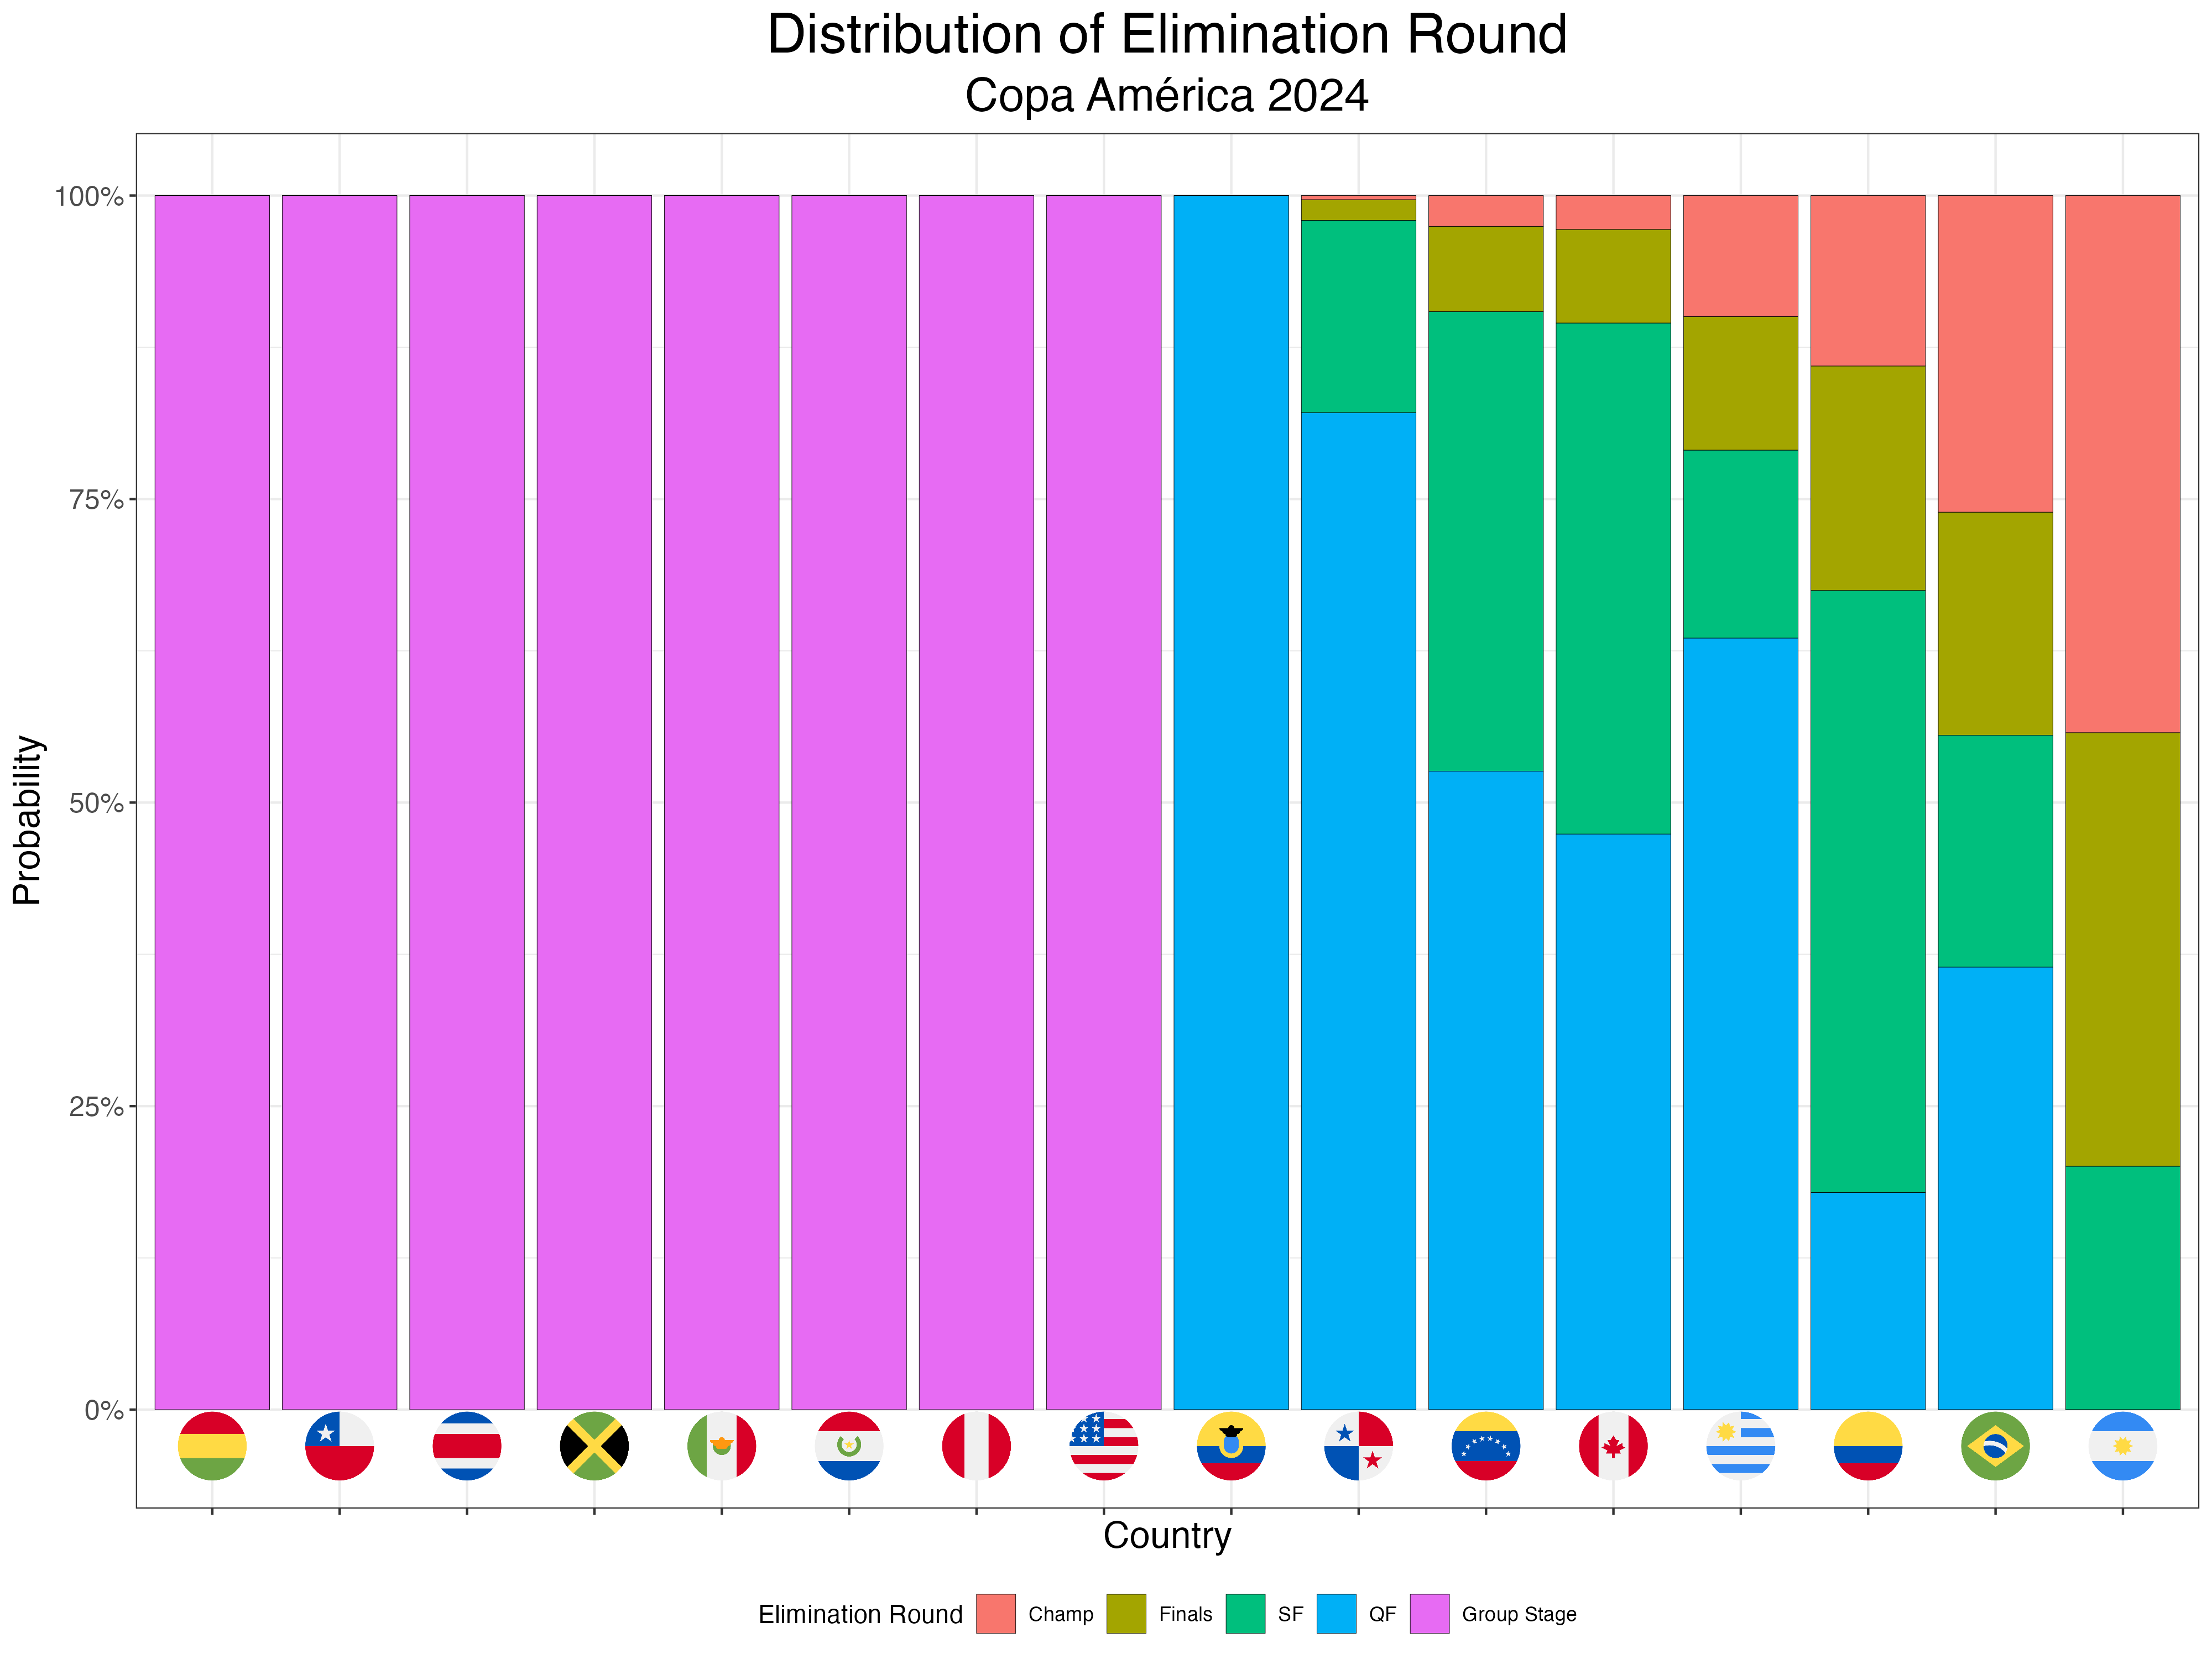 Distribution of Elimination Round
Copa América 2024
100%
75%
50%
25%
0%
Probability
Country
Elimination Round Champ Finals SF QF Group Stage